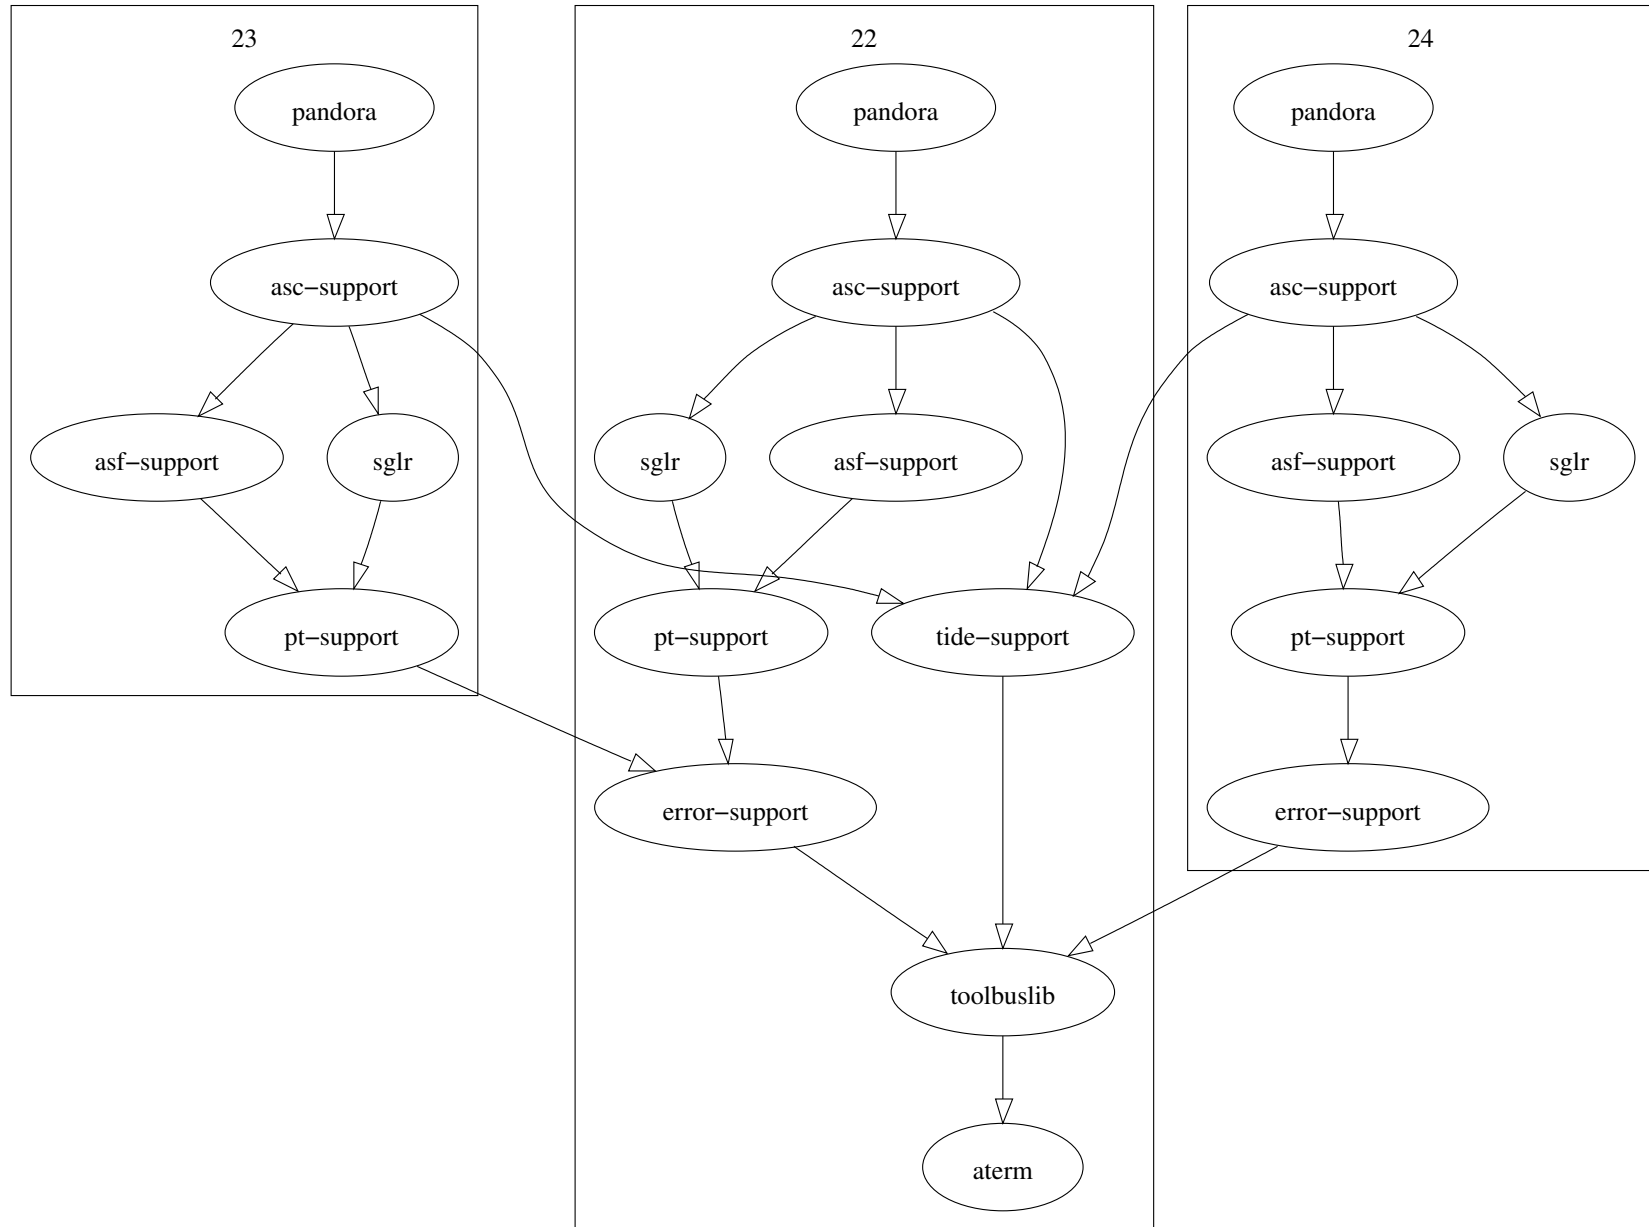 23
22
24
pandora
pandora
pandora
asc−support
asc−support
asc−support
asf−support
sglr
sglr
asf−support
asf−support
sglr
pt−support
pt−support
tide−support
pt−support
error−support
error−support
toolbuslib
aterm